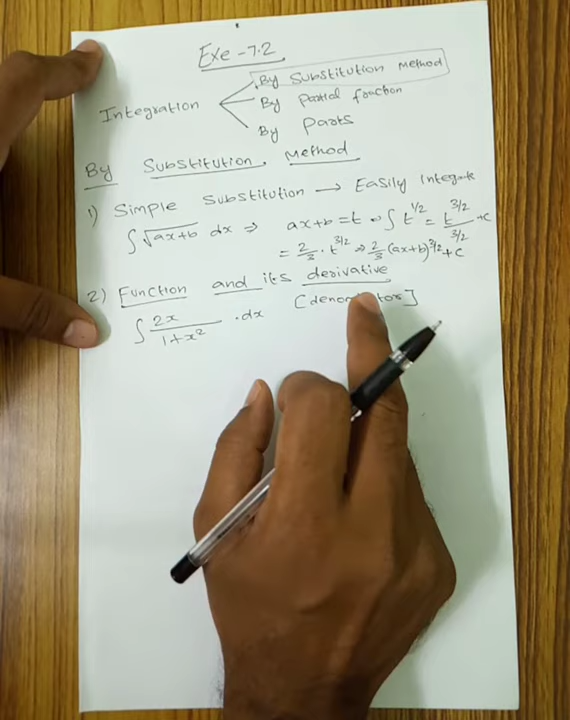 Exe - 7.2
Integration
By Substitution Method
By Partial fraction
By Parts
By Substitution Method
1) Simple Substitution → Easily Integrate
∫√ax+b dx ⇒ ax+b = t ∫ t^1/2 = t^3/2 / 3/2 + c
= 2/3 · t^3/2 ⇒ 2/3 (ax+b)^3/2 + c
2) Function and its derivative
∫ 2x / 1+x² · dx